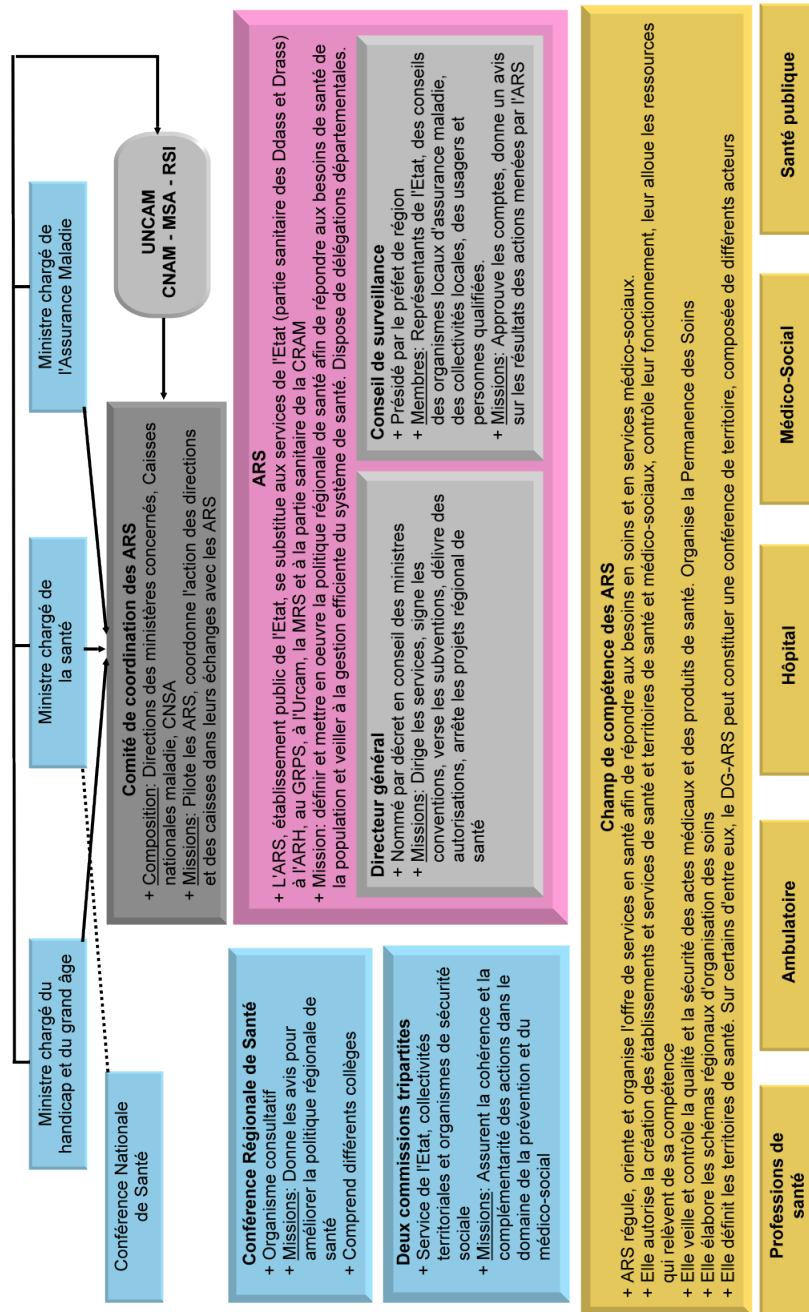 Ministre chargé du
handicap et du grand âge
Ministre chargé de
la santé
Ministre chargé de
l'Assurance Maladie
Conférence Nationale
de Santé
UNCAM
CNAM - MSA - RSI
Comité de coordination des ARS
+ Composition: Directions des ministères concernés, Caisses
nationales maladie, CNSA
+ Missions: Pilote les ARS, coordonne l'action des directions
et des caisses dans leurs échanges avec les ARS
Conférence Régionale de Santé
+ Organisme consultatif
+ Missions: Donne les avis pour
améliorer la politique régionale de
santé
+ Comprend différents collèges
Deux commissions tripartites
+ Service de l'Etat, collectivités
territoriales et organismes de sécurité
sociale
+ Missions: Assurent la cohérence et la
complémentarité des actions dans le
domaine de la prévention et du
médico-social
ARS
+ L'ARS, établissement public de l'Etat, se substitue aux services de l'Etat (partie sanitaire des Ddass et Drass)
à l'ARH, au GRPS, à l'Urcam, la MRS et à la partie sanitaire de la CRAM
+ Mission: définir et mettre en oeuvre la politique régionale de santé afin de répondre aux besoins de santé de
la population et veiller à la gestion efficiente du système de santé. Dispose de délégations départementales.
Directeur général
+ Nommé par décret en conseil des ministres
+ Missions: Dirige les services, signe les
conventions, verse les subventions, délivre des
autorisations, arrête les projets régional de
santé
Conseil de surveillance
+ Présidé par le préfet de région
+ Membres: Représentants de l'Etat, des conseils
des organismes locaux d'assurance maladie,
des collectivités locales, des usagers et
personnes qualifiées.
+ Missions: Approuve les comptes, donne un avis
sur les résultats des actions menées par l'ARS
Champ de compétence des ARS
+ ARS régule, oriente et organise l'offre de services en santé afin de répondre aux besoins en soins et en services médico-sociaux.
+ Elle autorise la création des établissements et services de santé et territoires de santé et médico-sociaux, contrôle leur fonctionnement, leur alloue les ressources
qui relèvent de sa compétence
+ Elle veille et contrôle la qualité et la sécurité des actes médicaux et des produits de santé. Organise la Permanence des Soins
+ Elle élabore les schémas régionaux d'organisation des soins
+ Elle définit les territoires de santé. Sur certains d'entre eux, le DG-ARS peut constituer une conférence de territoire, composée de différents acteurs
Professions de
santé
Ambulatoire
Hôpital
Médico-Social
Santé publique